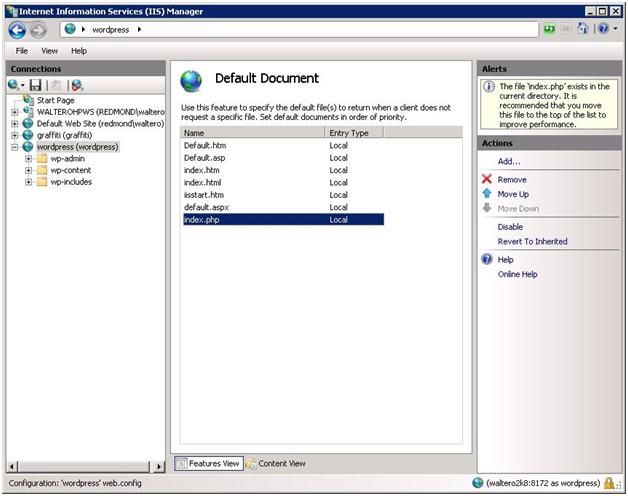 Internet Information Services (IIS) Manager
wordpress
File View Help
Connections
Start Page
WALTEROHPWS (REDMOND\waltero
Default Web Site (redmond\waltero)
graffiti (graffiti)
wordpress (wordpress)
wp-admin
wp-content
wp-includes
Default Document
Use this feature to specify the default file(s) to return when a client does not
request a specific file. Set default documents in order of priority.
Name Entry Type
Default.htm Local
Default.asp Local
index.htm Local
index.html Local
iisstart.htm Local
default.aspx Local
index.php Local
Features View Content View
Alerts
The file 'index.php' exists in the
current directory. It is
recommended that you move
this file to the top of the list to
improve performance.
Actions
Add...
Remove
Move Up
Move Down
Disable
Revert To Inherited
Help
Online Help
Configuration: 'wordpress' web.config
(waltero2k8:8172 as wordpress)